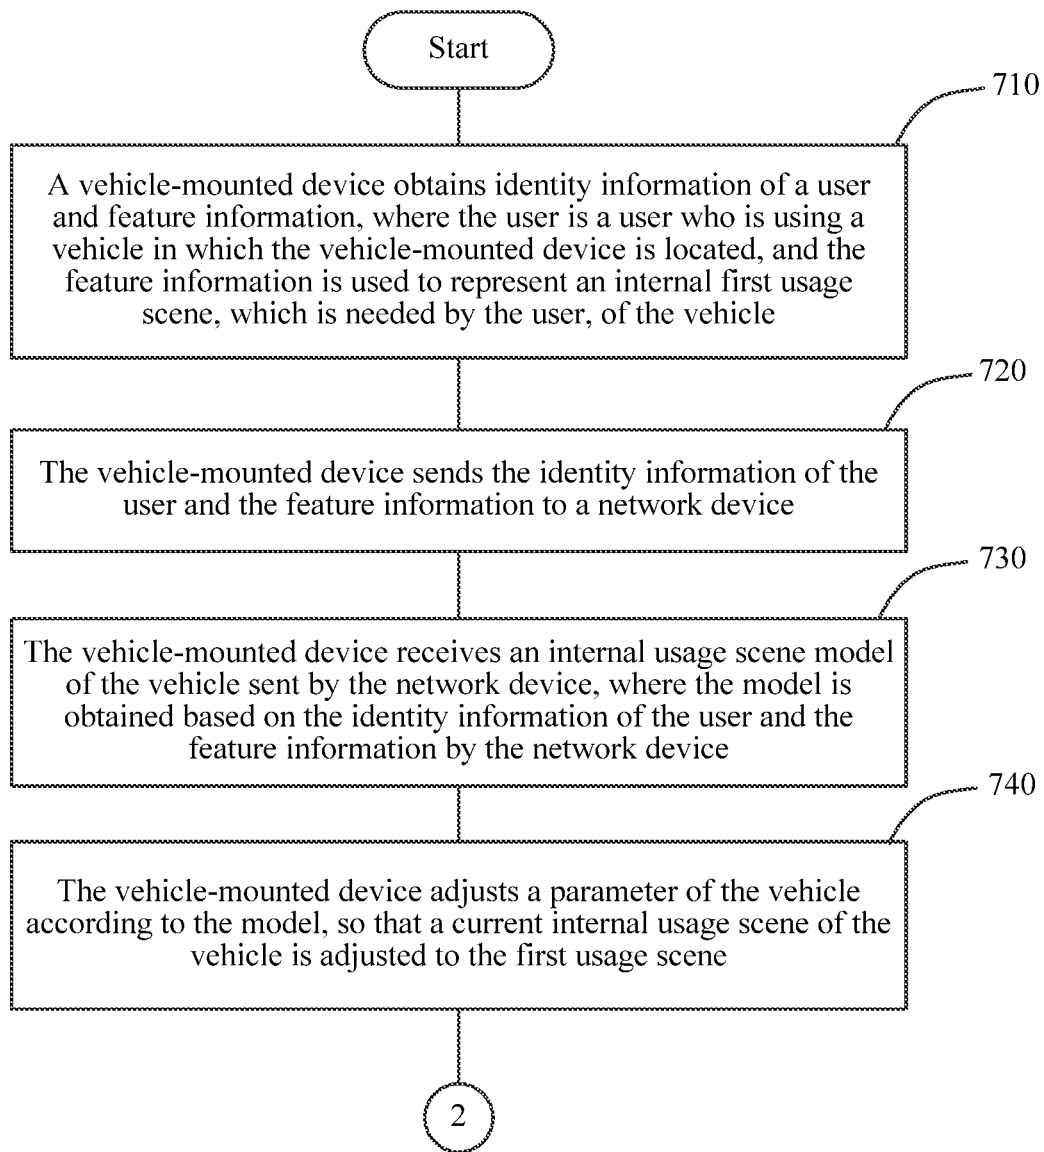 Start
710
A vehicle-mounted device obtains identity information of a user
and feature information, where the user is a user who is using a
vehicle in which the vehicle-mounted device is located, and the
feature information is used to represent an internal first usage
scene, which is needed by the user, of the vehicle
720
The vehicle-mounted device sends the identity information of the
user and the feature information to a network device
730
The vehicle-mounted device receives an internal usage scene model
of the vehicle sent by the network device, where the model is
obtained based on the identity information of the user and the
feature information by the network device
740
The vehicle-mounted device adjusts a parameter of the vehicle
according to the model, so that a current internal usage scene of the
vehicle is adjusted to the first usage scene
2